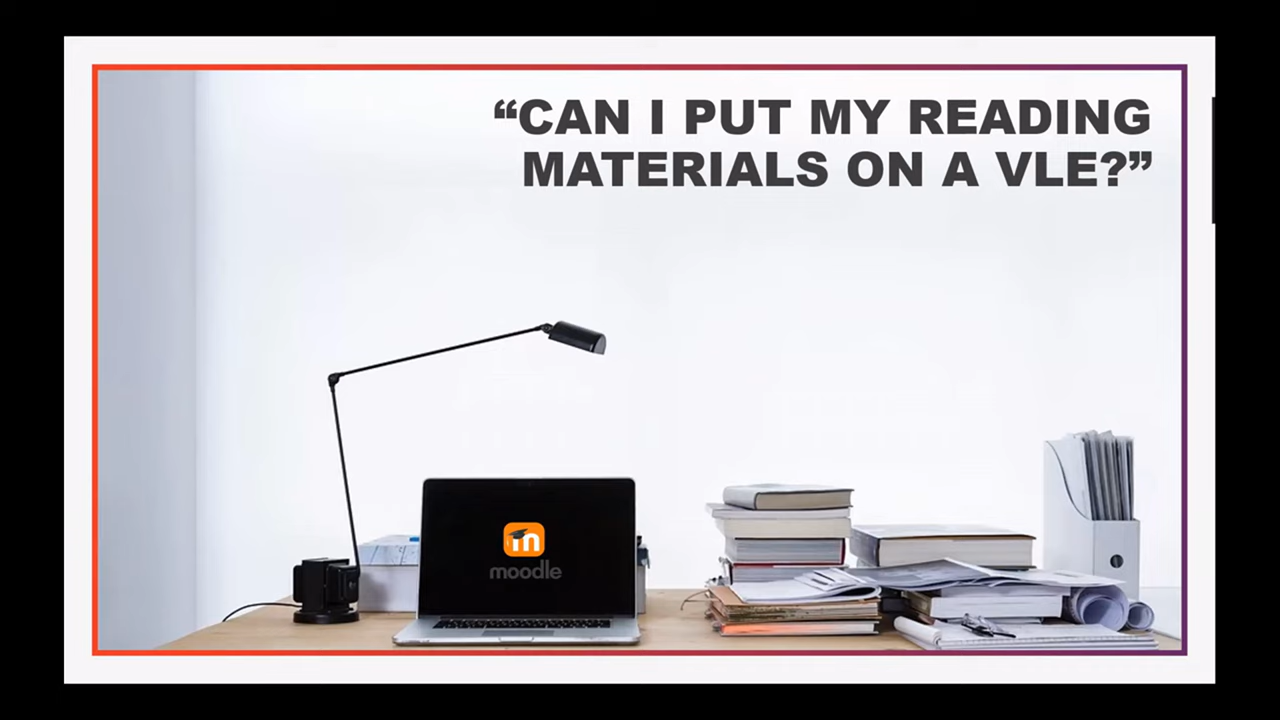 “CAN I PUT MY READING
MATERIALS ON A VLE?”
m
moodle